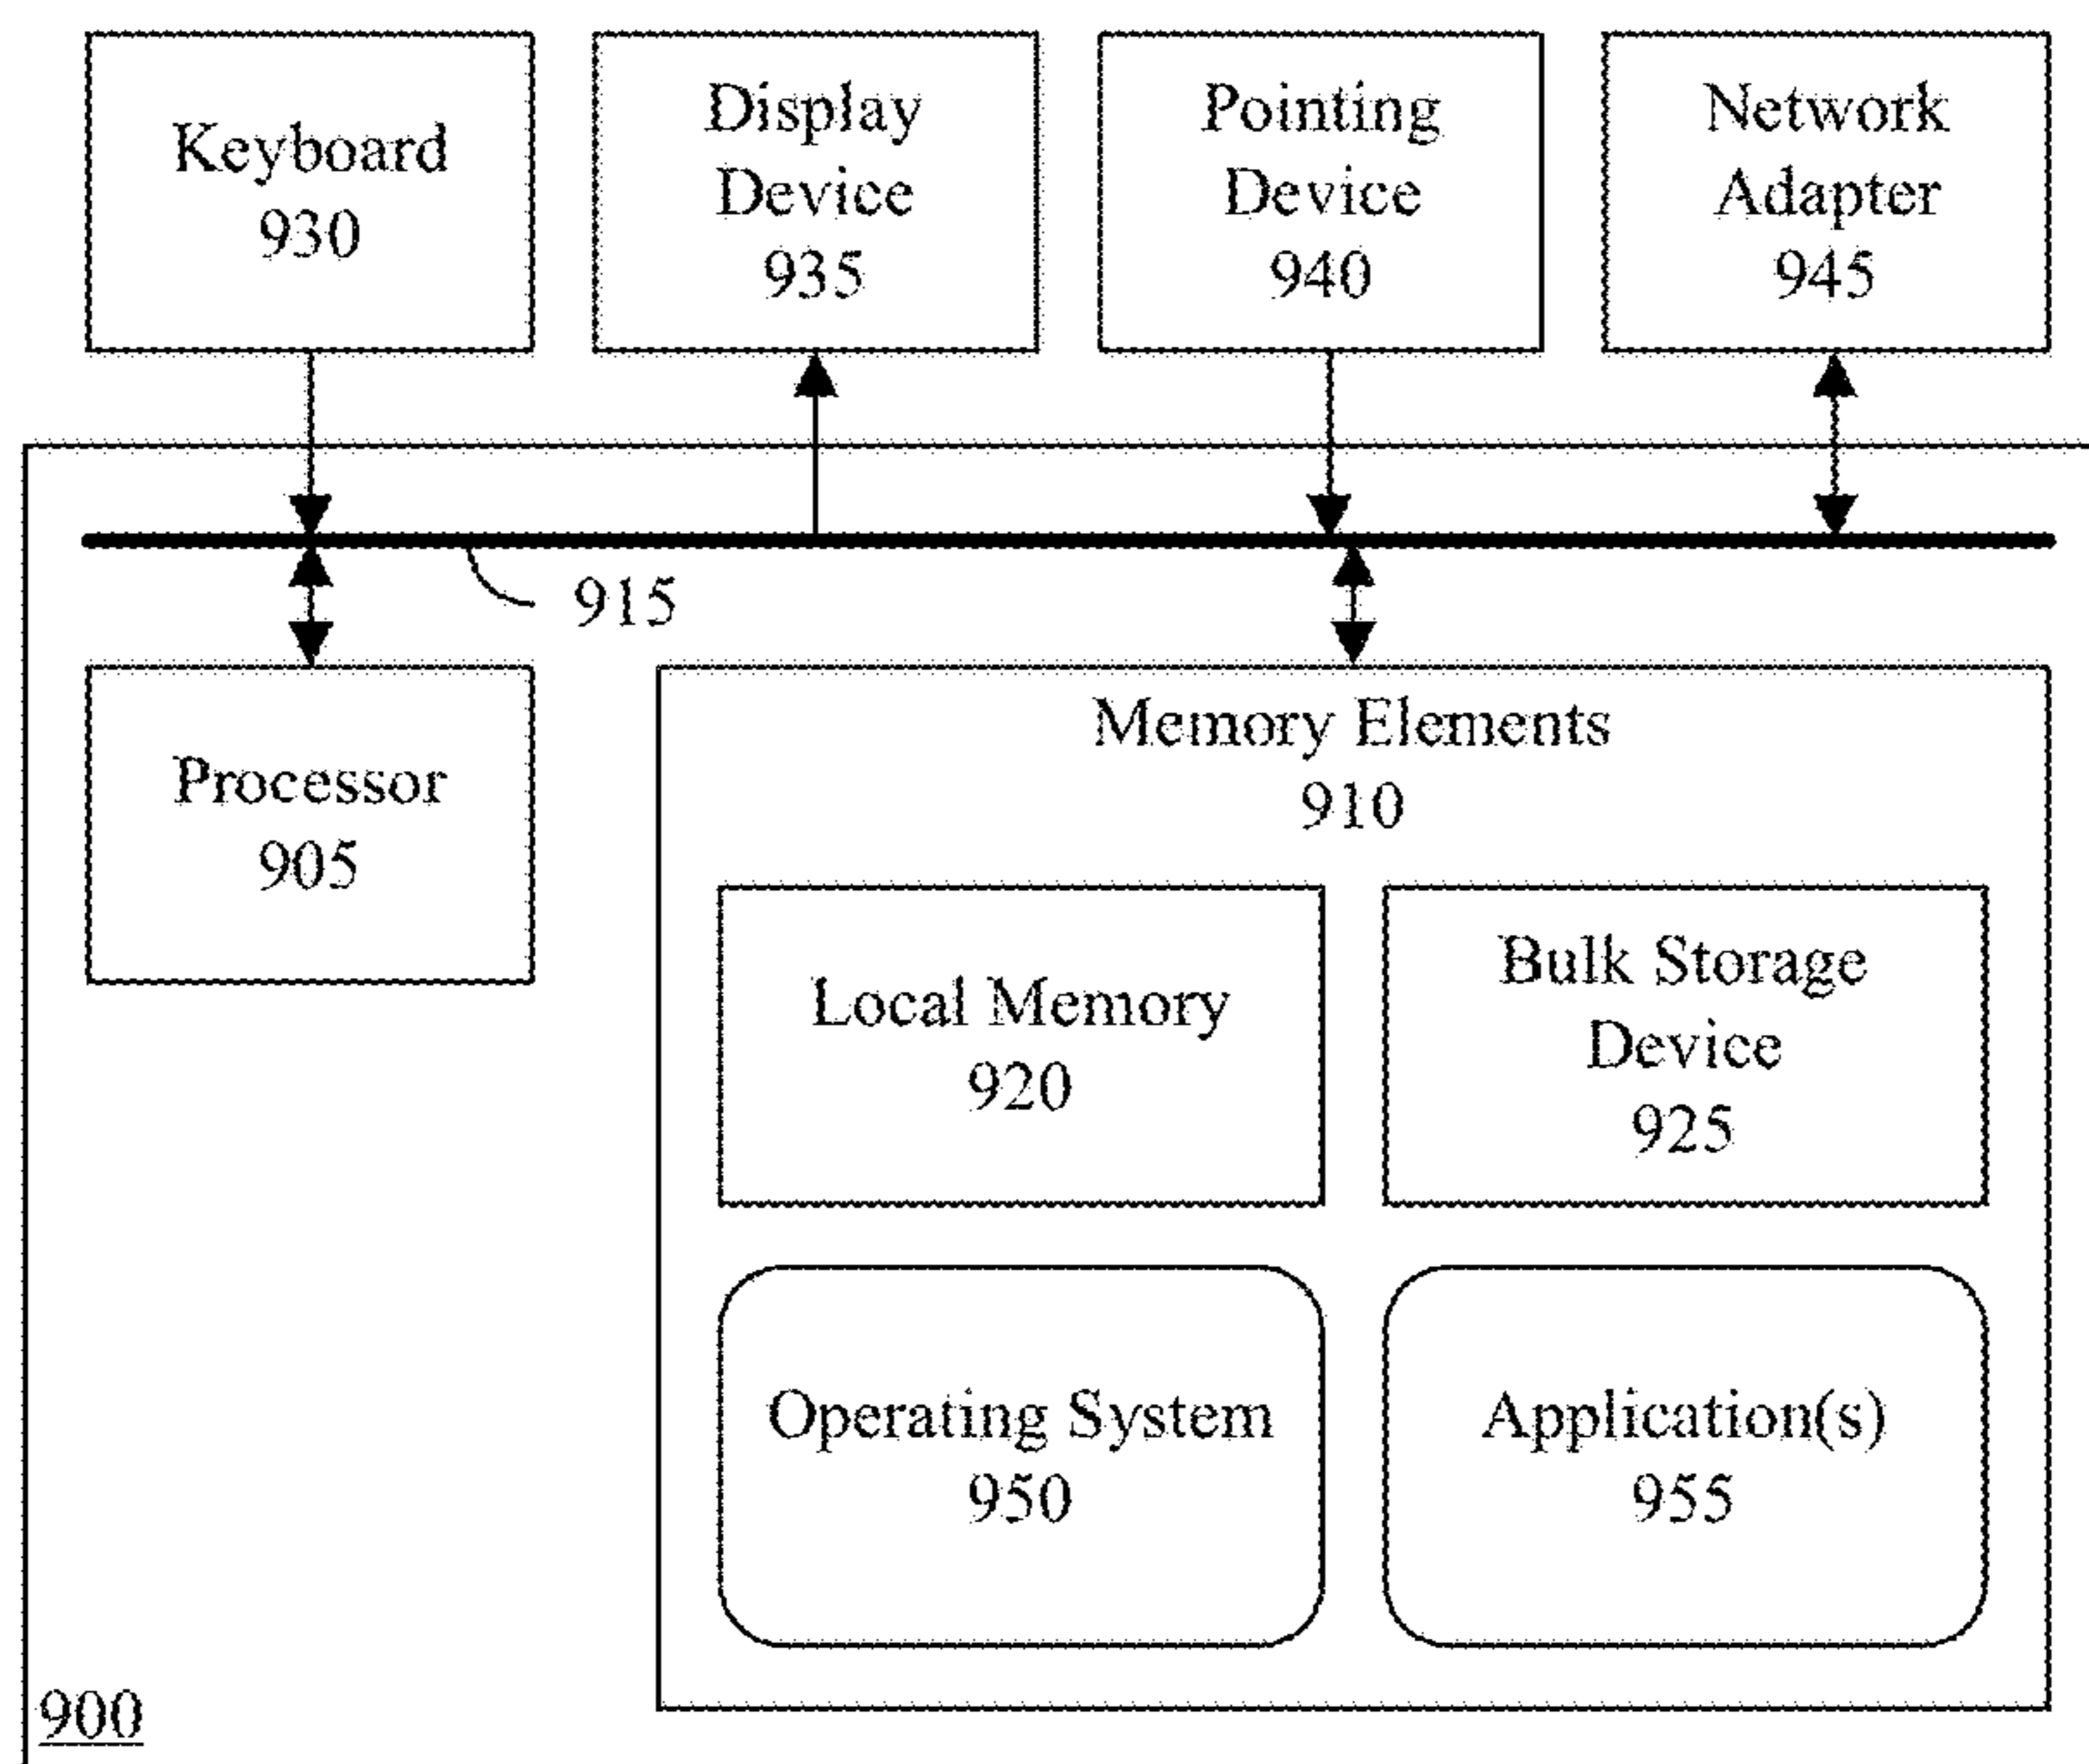 Keyboard
930
Display
Device
935
Pointing
Device
940
Network
Adapter
945
915
Processor
905
Memory Elements
910
Local Memory
920
Bulk Storage
Device
925
Operating System
950
Application(s)
955
900